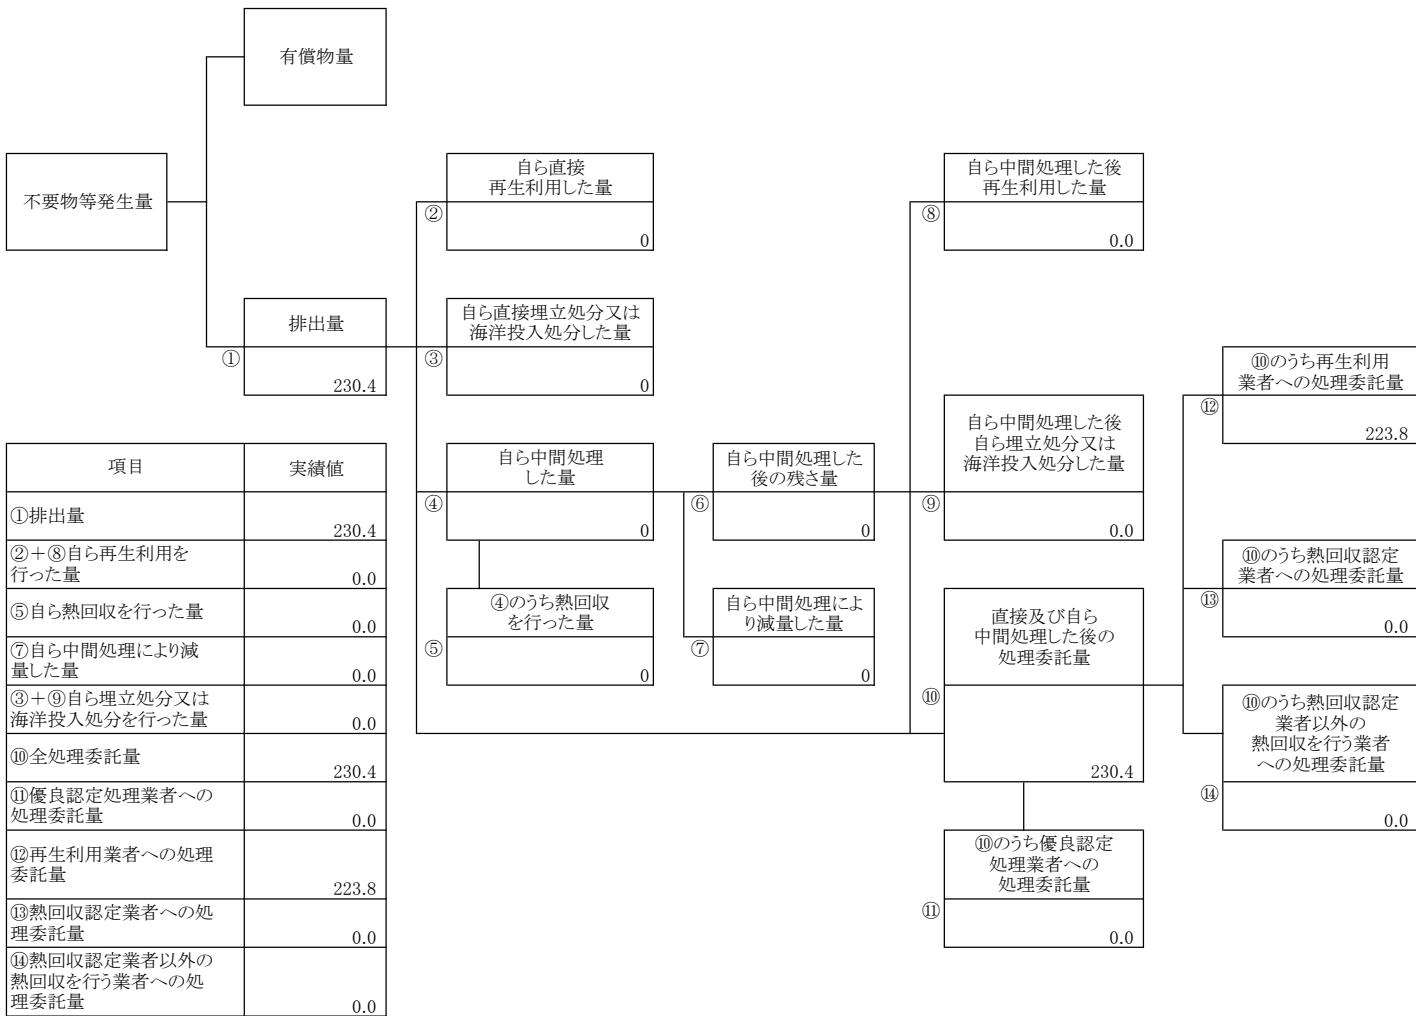 有償物量
不要物等発生量
自ら直接
再生利用した量
②
0
自ら中間処理した後
再生利用した量
⑧
0.0
排出量
①
230.4
自ら直接埋立処分又は
海洋投入処分した量
③
0
⑩のうち再生利用
業者への処理委託量
⑫
223.8
自ら中間処理
した量
④
0
自ら中間処理した
後の残さ量
⑥
0
自ら中間処理した後
自ら埋立処分又は
海洋投入処分した量
⑨
0.0
④のうち熱回収
を行った量
⑤
0
自ら中間処理によ
り減量した量
⑦
0
直接及び自ら
中間処理した後の
処理委託量
⑩
230.4
⑩のうち熱回収認定
業者への処理委託量
⑬
0.0
⑩のうち熱回収認定
業者以外の
熱回収を行う業者
への処理委託量
⑭
0.0
⑩のうち優良認定
処理業者への
処理委託量
⑪
0.0
項目 実績値
①排出量
230.4
②＋⑧自ら再生利用を
行った量
0.0
⑤自ら熱回収を行った量
0.0
⑦自ら中間処理により減
量した量
0.0
③＋⑨自ら埋立処分又は
海洋投入処分を行った量
0.0
⑩全処理委託量
230.4
⑪優良認定処理業者への
処理委託量
0.0
⑫再生利用業者への処理
委託量
223.8
⑬熱回収認定業者への処
理委託量
0.0
⑭熱回収認定業者以外の
熱回収を行う業者への処
理委託量
0.0